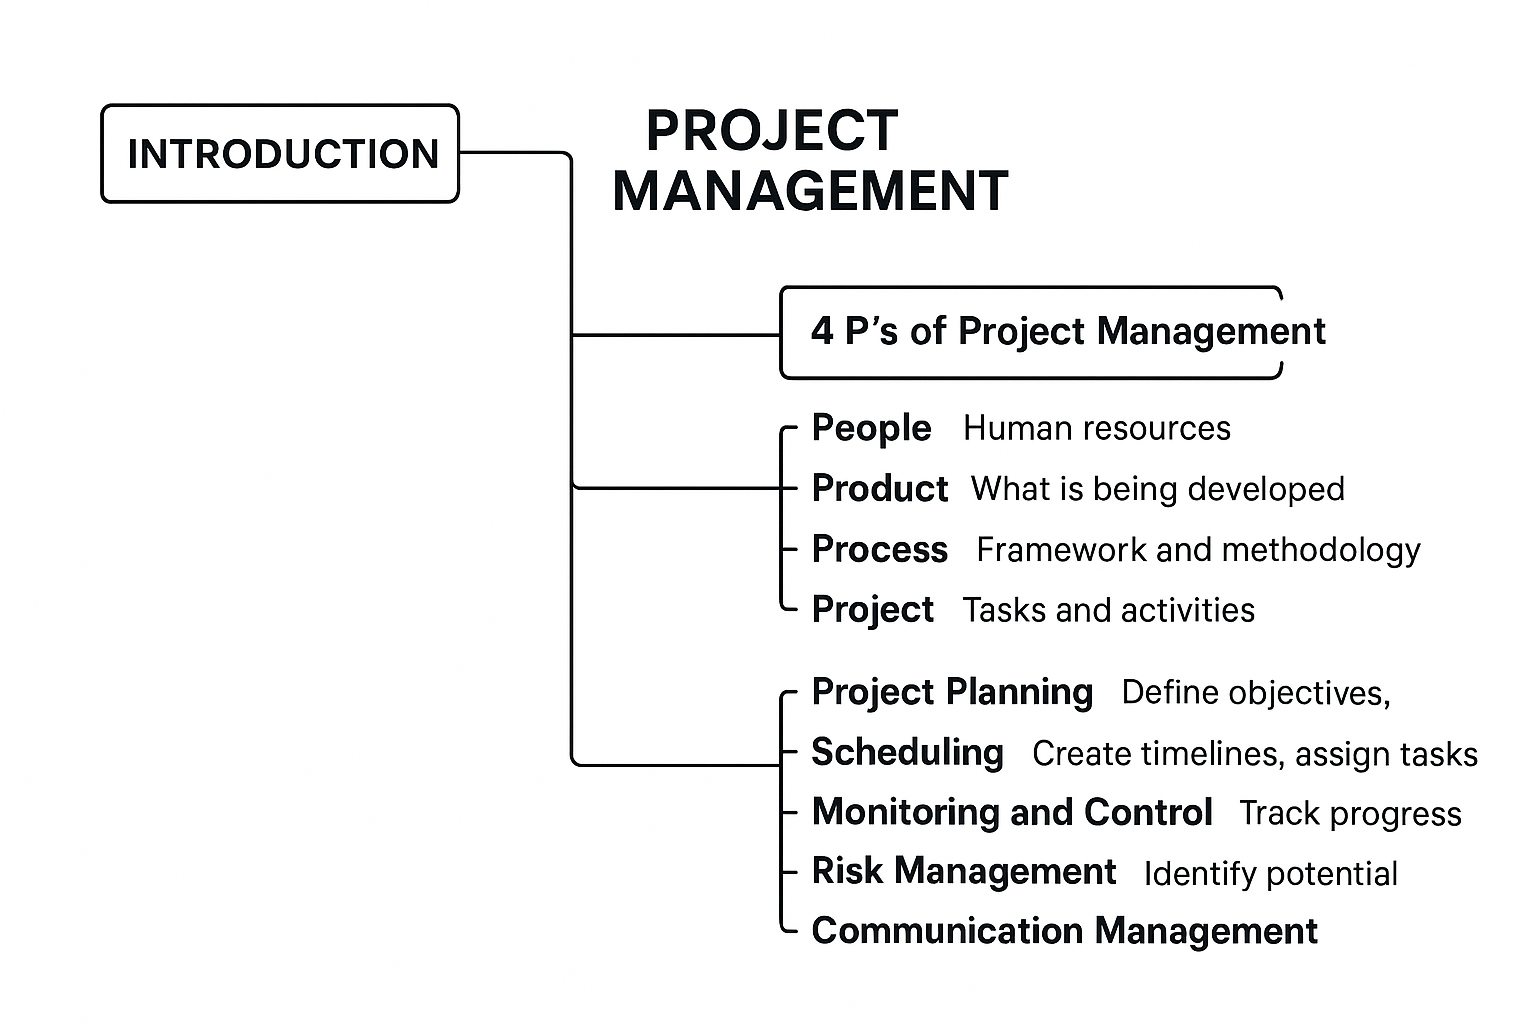 INTRODUCTION
PROJECT
MANAGEMENT
4 P’s of Project Management
People Human resources
Product What is being developed
Process Framework and methodology
Project Tasks and activities
Project Planning Define objectives,
Scheduling Create timelines, assign tasks
Monitoring and Control Track progress
Risk Management Identify potential
Communication Management